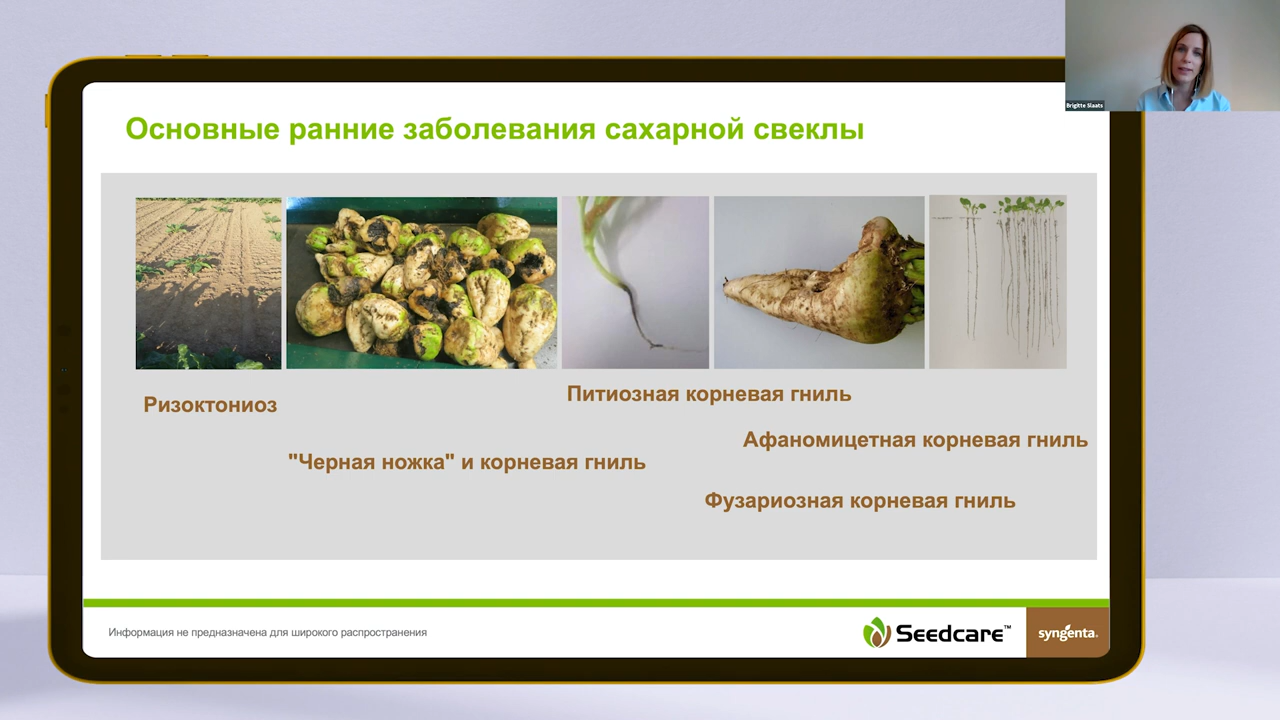 Brigitte Slaats
Основные ранние заболевания сахарной свеклы
Ризоктониоз
Питиозная корневая гниль
Афаномицетная корневая гниль
"Черная ножка" и корневая гниль
Фузариозная корневая гниль
Информация не предназначена для широкого распространения
Seedcare™
syngenta.